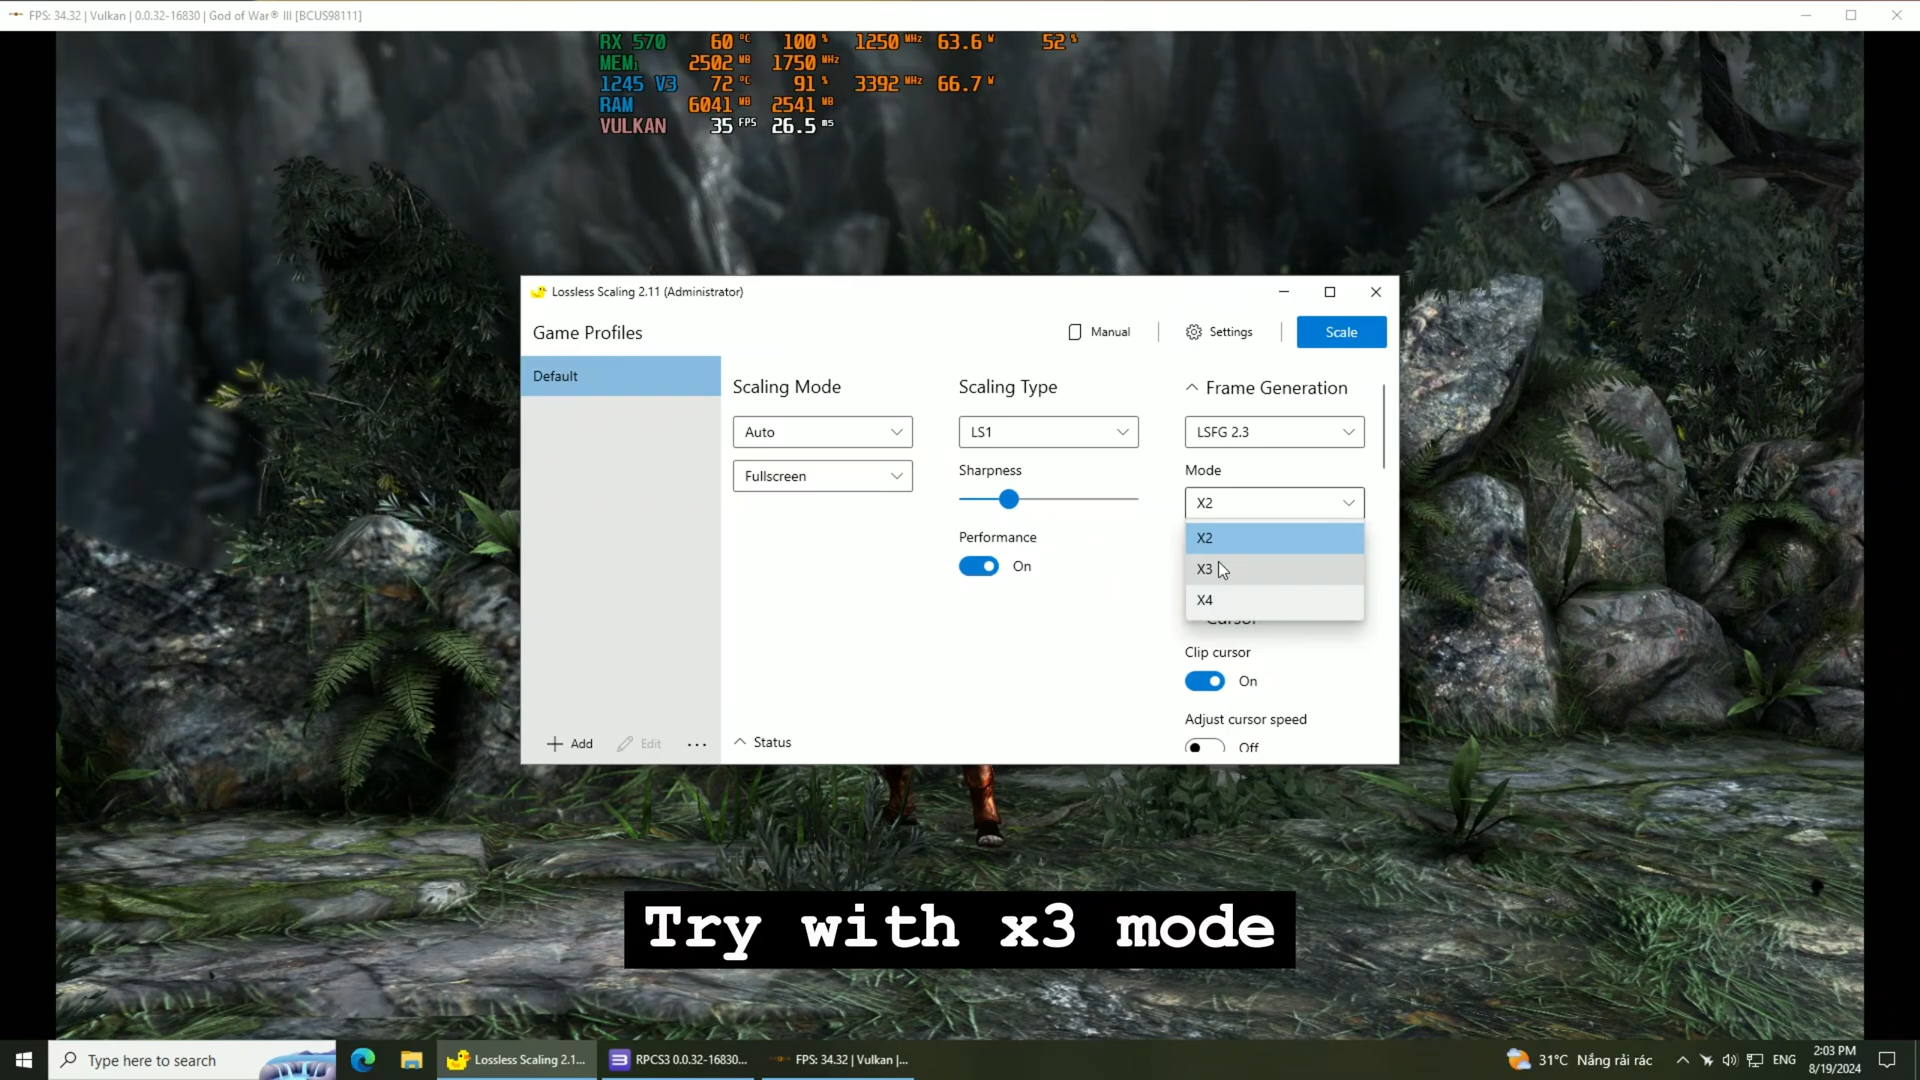 FPS: 34.32 | Vulkan | 0.0.32-16830 | God of War® III [BCUS98111]
RX 570 60 °C 100 % 1250 MHz 63.6 W 52 %
MEM1 2502 MB 1750 MHz
1245 V3 72 °C 91 % 3392 MHz 66.7 W
RAM 6041 MB 2541 MB
VULKAN 35 FPS 26.5 ms
Lossless Scaling 2.11 (Administrator)
Game Profiles Manual Settings Scale
Default
Scaling Mode
Auto
Fullscreen
Scaling Type
LS1
Sharpness
Performance
On
Frame Generation
LSFG 2.3
Mode
X2
X2
X3
X4
Cursor
Clip cursor
On
Adjust cursor speed
Off
Add Edit ...
Status
Try with x3 mode
Type here to search
Lossless Scaling 2.1...
RPCS3 0.0.32-16830...
FPS: 34.32 | Vulkan |...
31°C Nắng rải rác
ENG
2:03 PM
8/19/2024